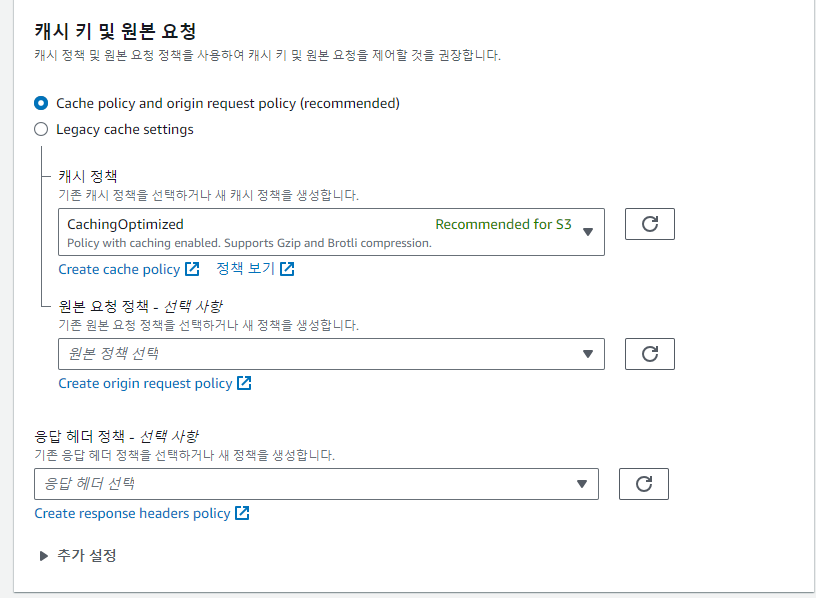 캐시 키 및 원본 요청
캐시 정책 및 원본 요청 정책을 사용하여 캐시 키 및 원본 요청을 제어할 것을 권장합니다.
Cache policy and origin request policy (recommended)
Legacy cache settings
캐시 정책
기존 캐시 정책을 선택하거나 새 캐시 정책을 생성합니다.
CachingOptimized Recommended for S3
Policy with caching enabled. Supports Gzip and Brotli compression.
Create cache policy 정책 보기
원본 요청 정책 - 선택 사항
기존 원본 요청 정책을 선택하거나 새 정책을 생성합니다.
원본 정책 선택
Create origin request policy
응답 헤더 정책 - 선택 사항
기존 응답 헤더 정책을 선택하거나 새 정책을 생성합니다.
응답 헤더 선택
Create response headers policy
추가 설정